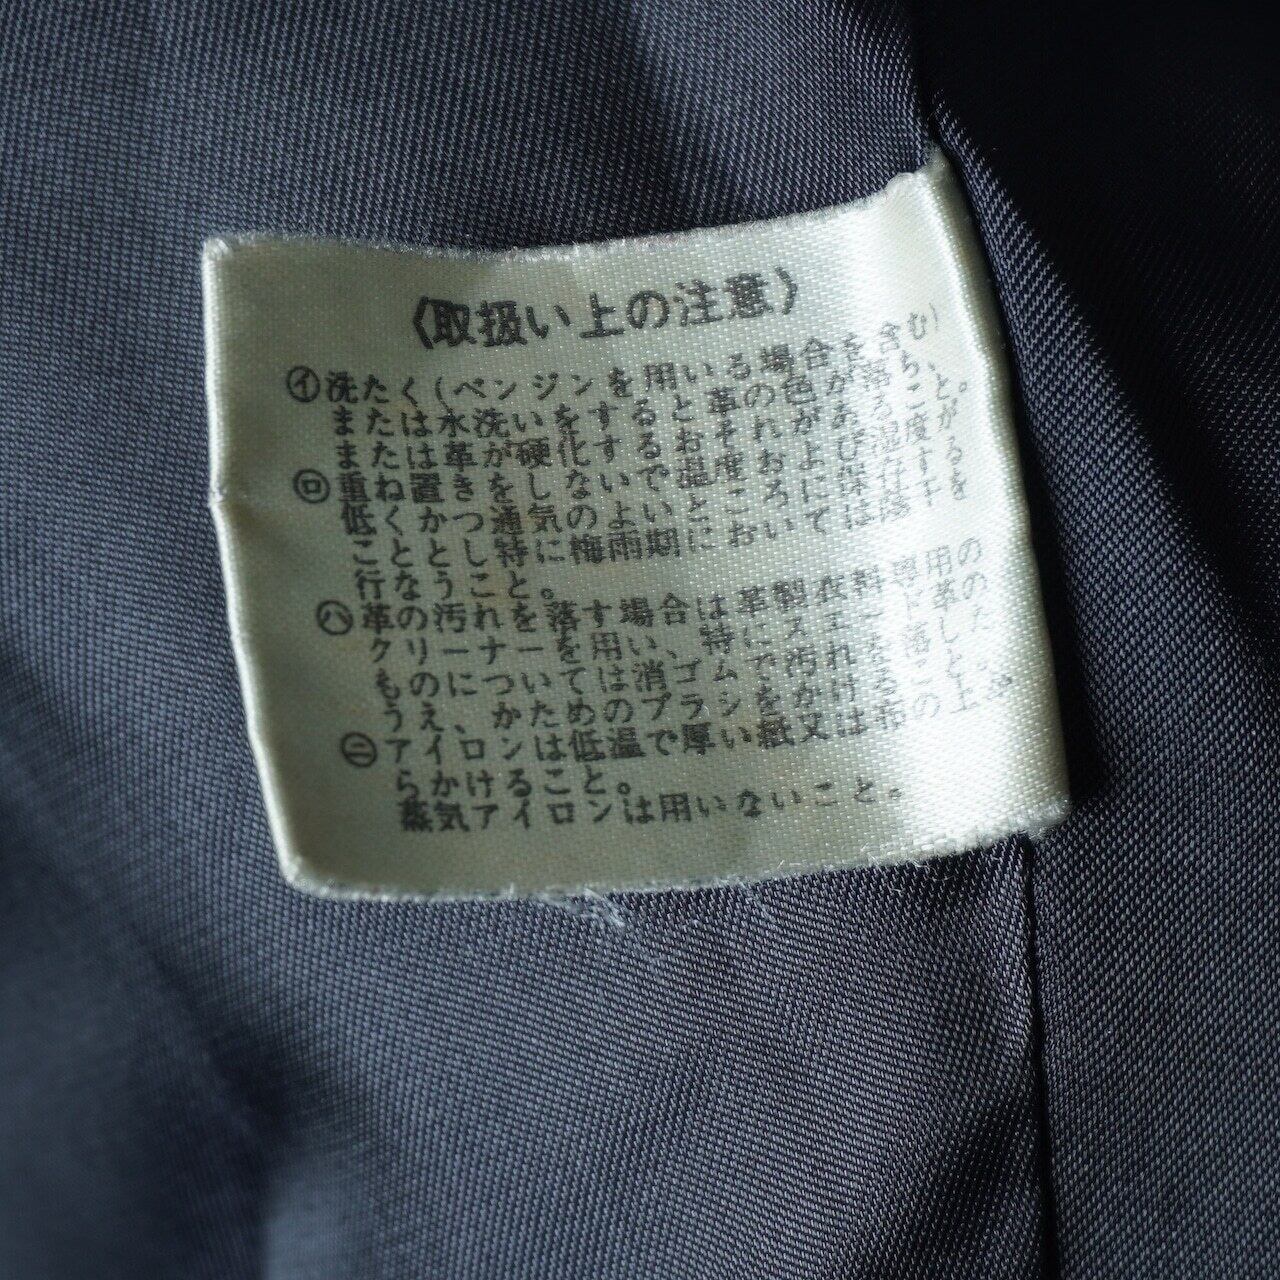 〈取扱い上の注意〉
㋑洗たく(ベンジンを用いる場合を含む)
または水洗いをすると革の色が落ち、
または革が硬化するおそれがあること。
㋺重ね置きをしないで温度および湿度が
低くかつ通気のよいところに保存する
こととし特に梅雨期においては陰干を
行なうこと。
㋩革の汚れを落す場合は革製衣料専用の
クリーナーを用い、特にスエード革の
ものについては消ゴムで汚れを落した
うえ、かためのブラシをかけること
㊁アイロンは低温で厚い紙又は布の上か
らかけること。
蒸気アイロンは用いないこと。